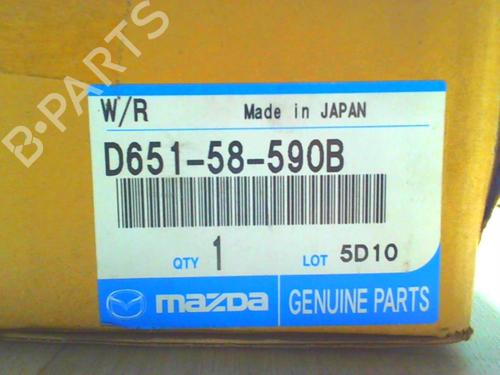 B-PARTS
W/R Made in JAPAN
D651-58-590B
QTY 1 LOT 5D10
mazda GENUINE PARTS